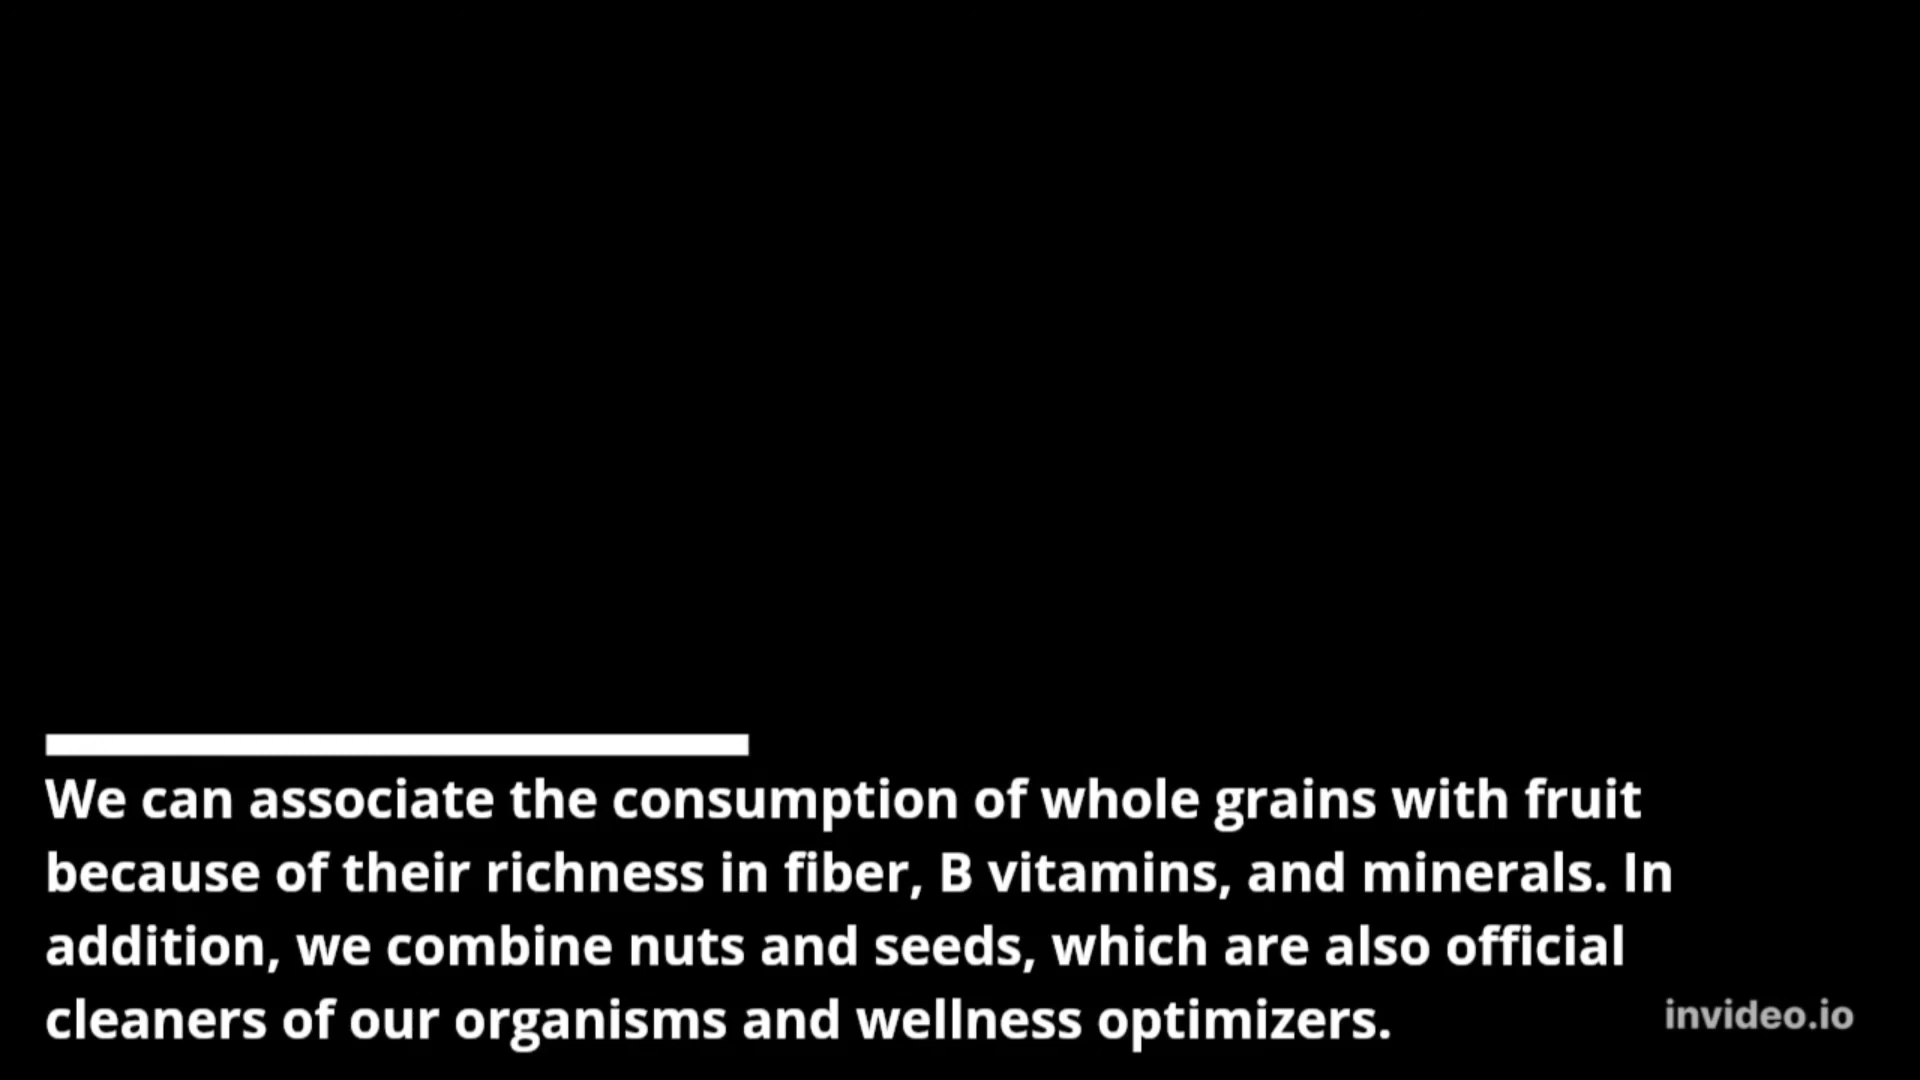 We can associate the consumption of whole grains with fruit
because of their richness in fiber, B vitamins, and minerals. In
addition, we combine nuts and seeds, which are also official
cleaners of our organisms and wellness optimizers.
invideo.io